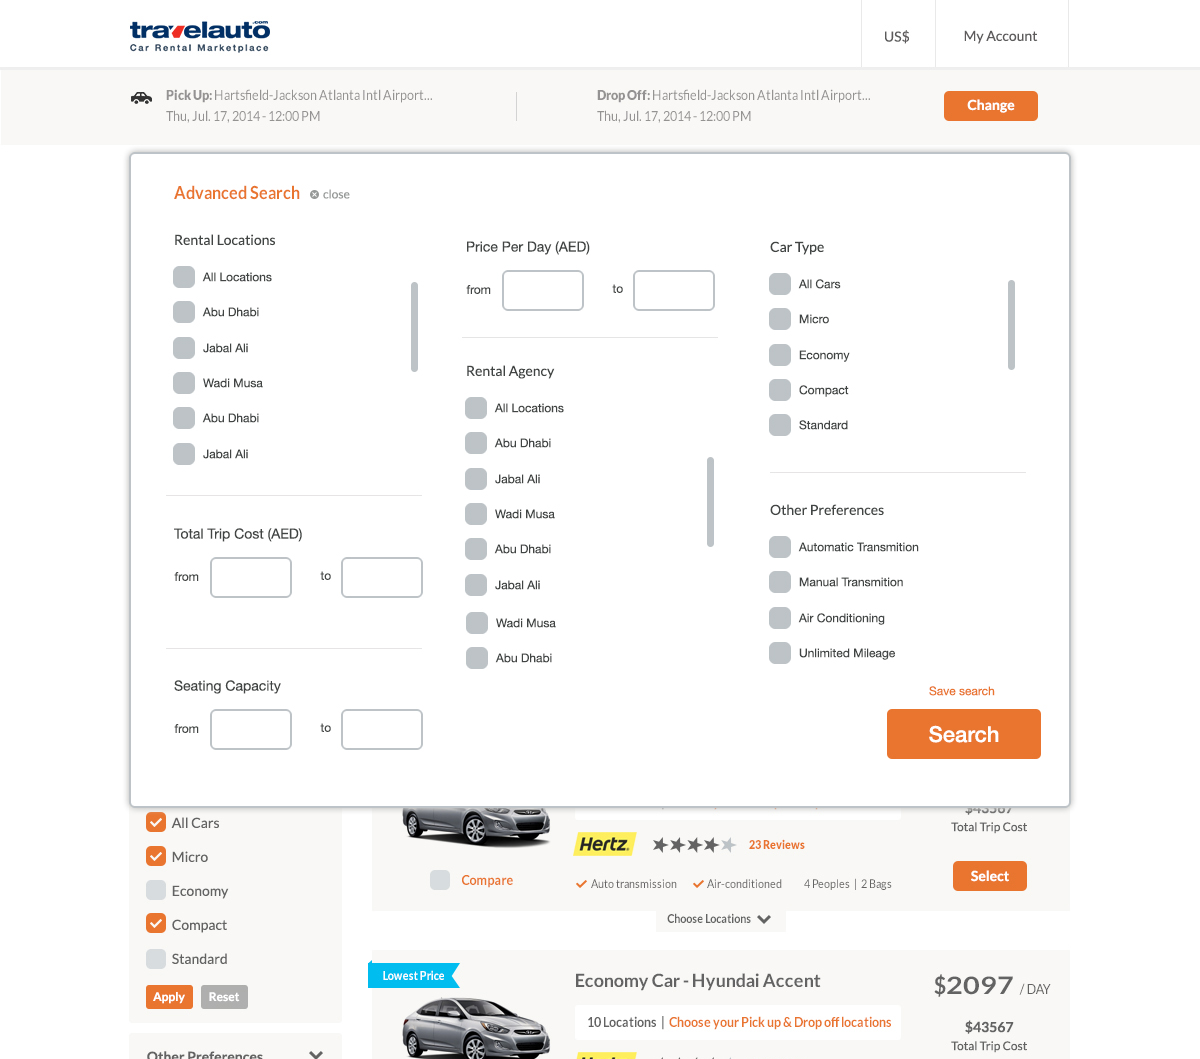 travelauto.com
Car Rental Marketplace
US$
My Account
Pick Up: Hartsfield-Jackson Atlanta Intl Airport...
Thu, Jul. 17, 2014 - 12:00 PM
Drop Off: Hartsfield-Jackson Atlanta Intl Airport...
Thu, Jul. 17, 2014 - 12:00 PM
Change
Advanced Search
close
Rental Locations
All Locations
Abu Dhabi
Jabal Ali
Wadi Musa
Abu Dhabi
Jabal Ali
Total Trip Cost (AED)
from
to
Seating Capacity
from
to
Price Per Day (AED)
from
to
Rental Agency
All Locations
Abu Dhabi
Jabal Ali
Wadi Musa
Abu Dhabi
Jabal Ali
Wadi Musa
Abu Dhabi
Car Type
All Cars
Micro
Economy
Compact
Standard
Other Preferences
Automatic Transmition
Manual Transmition
Air Conditioning
Unlimited Mileage
Save search
Search
All Cars
Micro
Economy
Compact
Standard
Apply
Reset
Other Preferences
$43567
Total Trip Cost
Hertz.
23 Reviews
Compare
Auto transmission
Air-conditioned
4 Peoples | 2 Bags
Select
Choose Locations
Lowest Price
Economy Car - Hyundai Accent
$2097 / DAY
10 Locations | Choose your Pick up & Drop off locations
$43567
Total Trip Cost